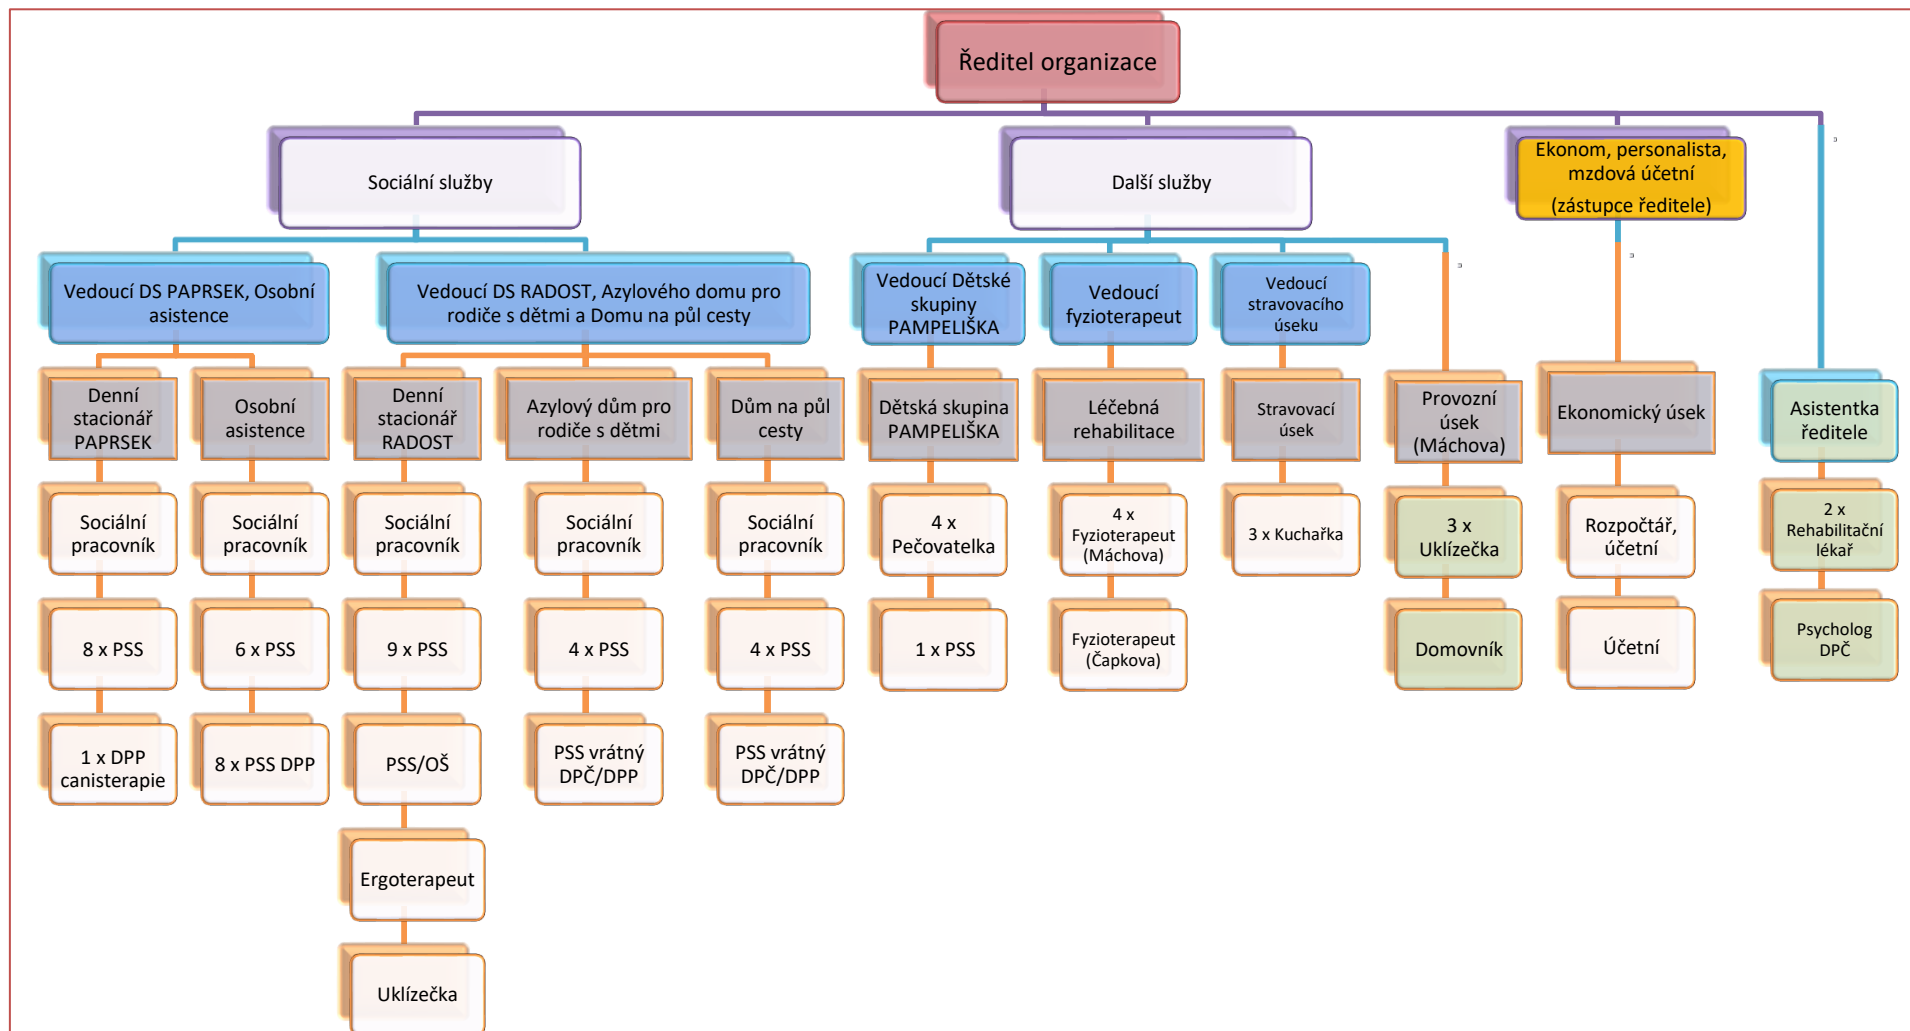 Ředitel organizace
Sociální služby
Další služby
Ekonom, personalista,
mzdová účetní
(zástupce ředitele)
Vedoucí DS PAPRSEK, Osobní
asistence
Vedoucí DS RADOST, Azylového domu pro
rodiče s dětmi a Domu na půl cesty
Vedoucí Dětské
skupiny
PAMPELIŠKA
Vedoucí
fyzioterapeut
Vedoucí
stravovacího
úseku
Denní
stacionář
PAPRSEK
Osobní
asistence
Denní
stacionář
RADOST
Azylový dům pro
rodiče s dětmi
Dům na půl
cesty
Dětská skupina
PAMPELIŠKA
Léčebná
rehabilitace
Stravovací
úsek
Provozní
úsek
(Máchova)
Ekonomický úsek
Asistentka
ředitele
Sociální
pracovník
Sociální
pracovník
Sociální
pracovník
Sociální
pracovník
Sociální
pracovník
4 x
Pečovatelka
4 x
Fyzioterapeut
(Máchova)
3 x Kuchařka
3 x
Uklízečka
Rozpočtář,
účetní
2 x
Rehabilitační
lékař
8 x PSS
6 x PSS
9 x PSS
4 x PSS
4 x PSS
1 x PSS
Fyzioterapeut
(Čapkova)
Domovník
Účetní
Psycholog
DPČ
1 x DPP
canisterapie
8 x PSS DPP
PSS/OŠ
PSS vrátný
DPČ/DPP
PSS vrátný
DPČ/DPP
Ergoterapeut
Uklízečka